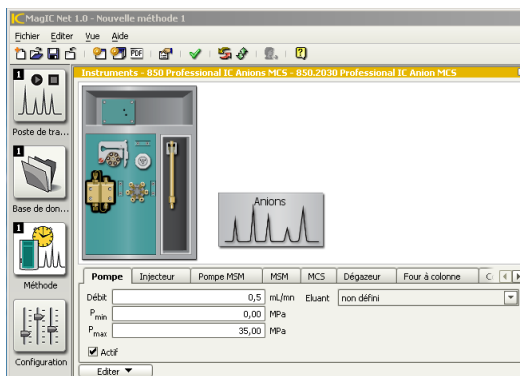 MagIC Net 1.0 - Nouvelle méthode 1
Fichier Editer Vue Aide
PDF
Instruments - 850 Professional IC Anions MCS - 850.2030 Professional IC Anion MCS
1
Poste de tra...
1
Base de don...
1
Méthode
Configuration
Anions
Pompe Injecteur Pompe MSM MSM MCS Dégazeur Four à colonne C
Débit 0,5 mL/mn Eluant non défini
Pmin 0,00 MPa
Pmax 35,00 MPa
Actif
Editer